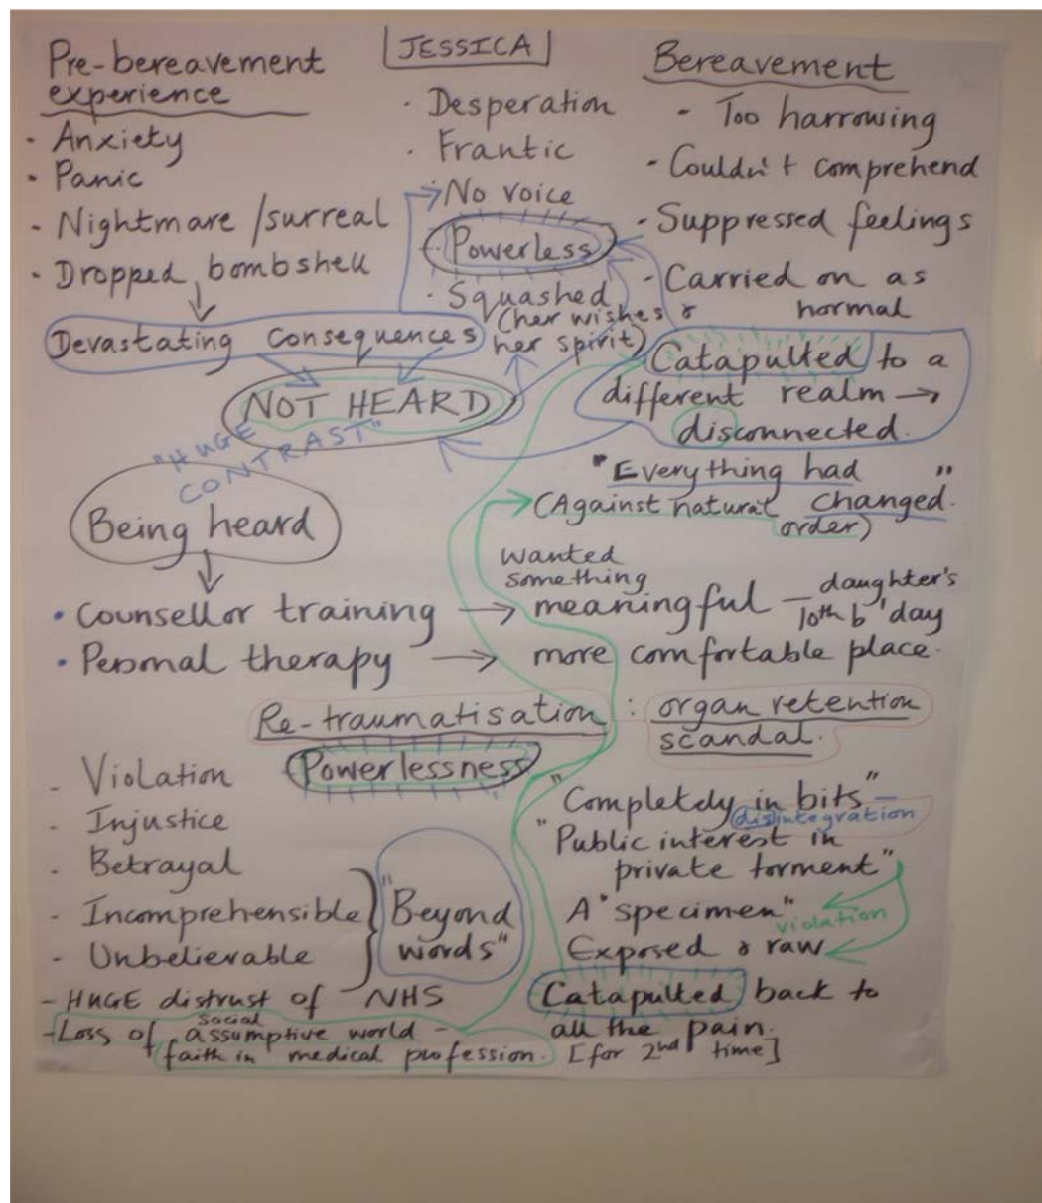 JESSICA
Pre-bereavement
experience
- Anxiety
- Panic
- Nightmare / surreal
- Dropped bombshell
Devastating Consequences
- Desperation
- Frantic
- No voice
- Powerless
- Squashed
(her wishes &
her spirit)
NOT HEARD
Bereavement
- Too harrowing
- Couldn't comprehend
- Suppressed feelings
- Carried on as
normal
Catapulted to a
different realm →
disconnected.
"Everything had
changed."
(Against natural
order)
"HUGE
CONTRAST"
Being heard
• Counsellor training → wanted
something
meaningful — daughter's
10th b'day
• Personal therapy → more comfortable place.
Re-traumatisation : organ retention
scandal.
Powerlessness
- Violation
- Injustice
- Betrayal
- Incomprehensible
- Unbelievable
"Beyond
words"
- HUGE distrust of NHS
- Loss of social assumptive world -
faith in medical profession.
"Completely in bits" -
disintegration
"Public interest in
private torment"
A "specimen"
violation
Exposed & raw
Catapulted back to
all the pain.
[for 2nd time]